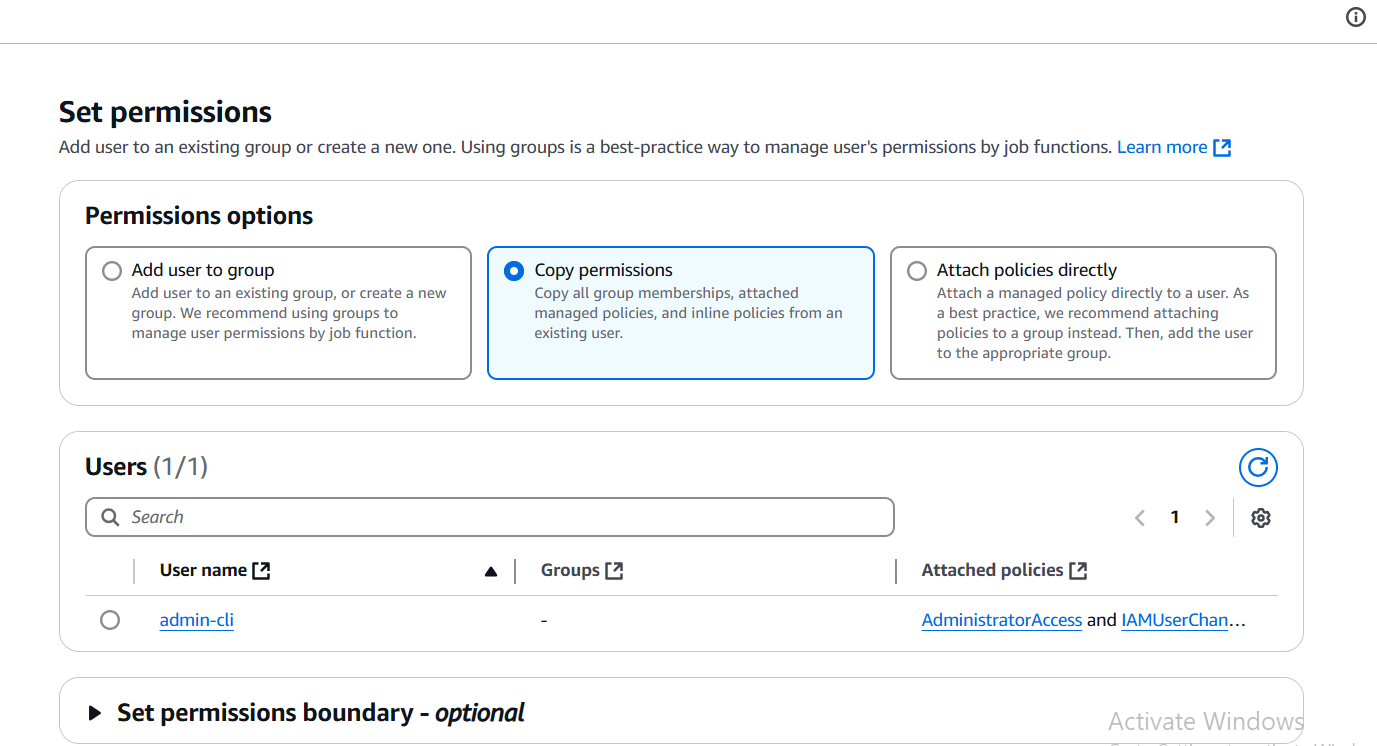 Set permissions
Add user to an existing group or create a new one. Using groups is a best-practice way to manage user's permissions by job functions. Learn more
Permissions options
Add user to group
Add user to an existing group, or create a new
group. We recommend using groups to
manage user permissions by job function.
Copy permissions
Copy all group memberships, attached
managed policies, and inline policies from an
existing user.
Attach policies directly
Attach a managed policy directly to a user. As
a best practice, we recommend attaching
policies to a group instead. Then, add the user
to the appropriate group.
Users (1/1)
Search
1
User name Groups Attached policies
admin-cli - AdministratorAccess and IAMUserChan...
Set permissions boundary - optional
Activate Windows